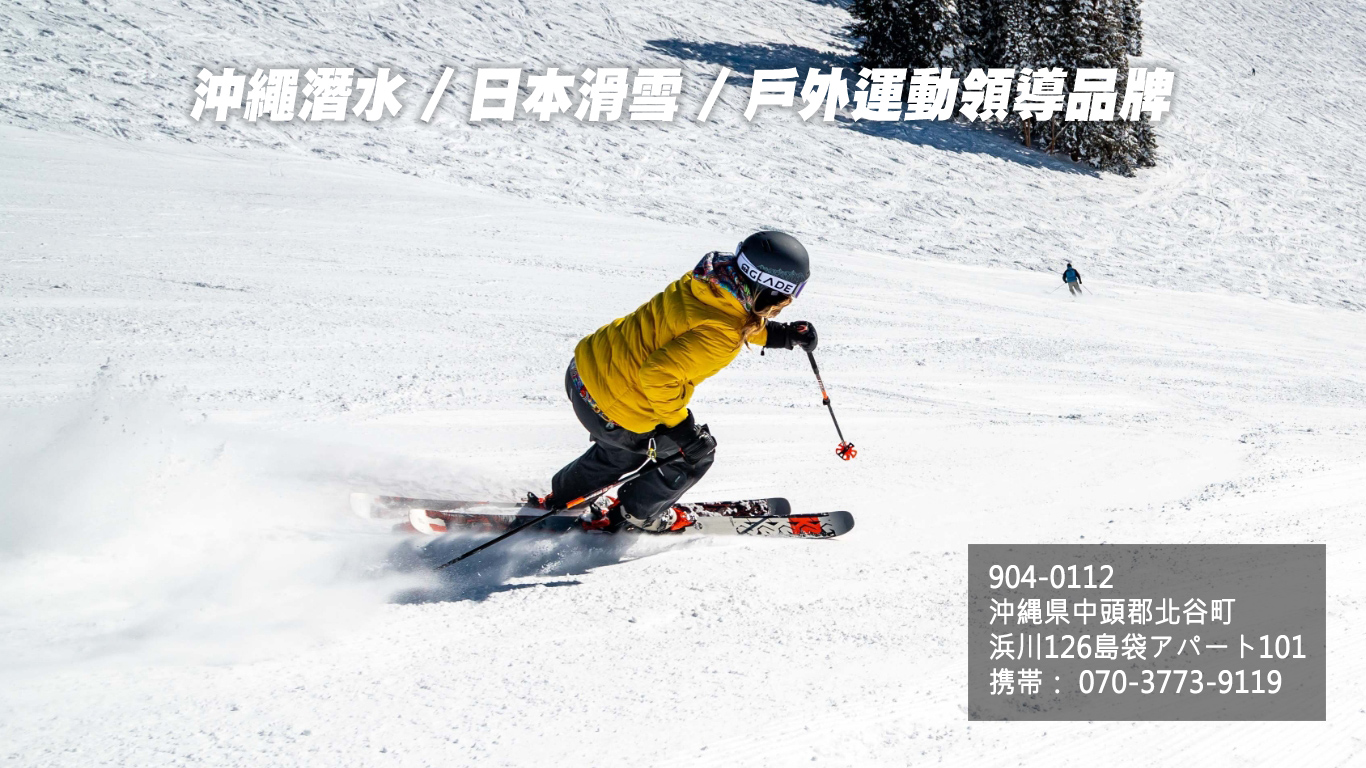 沖繩潛水 / 日本滑雪 / 戶外運動領導品牌
GLADE
904-0112
沖縄県中頭郡北谷町
浜川126島袋アパート101
携帯： 070-3773-9119